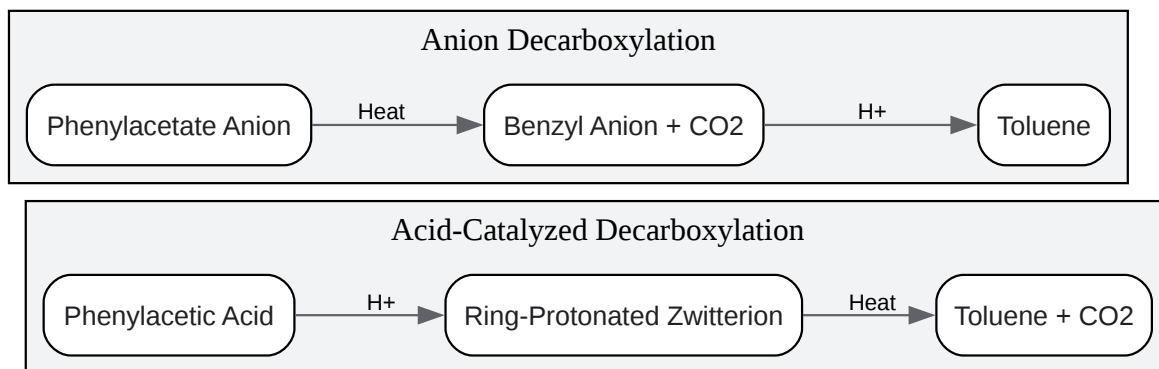 Anion Decarboxylation
Phenylacetate Anion
Heat
Benzyl Anion + CO2
H+
Toluene
Acid-Catalyzed Decarboxylation
Phenylacetic Acid
H+
Ring-Protonated Zwitterion
Heat
Toluene + CO2